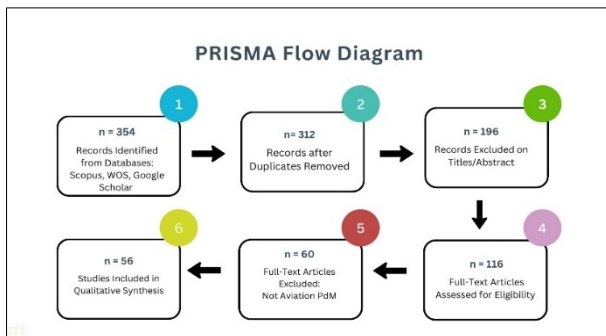 PRISMA Flow Diagram
1
n = 354
Records Identified
from Databases:
Scopus, WOS, Google
Scholar
2
n= 312
Records after
Duplicates Removed
3
n = 196
Records Excluded on
Titles/Abstract
4
n = 116
Full-Text Articles
Assessed for Eligibility
5
n = 60
Full-Text Articles
Excluded:
Not Aviation PdM
6
n = 56
Studies Included in
Qualitative Synthesis